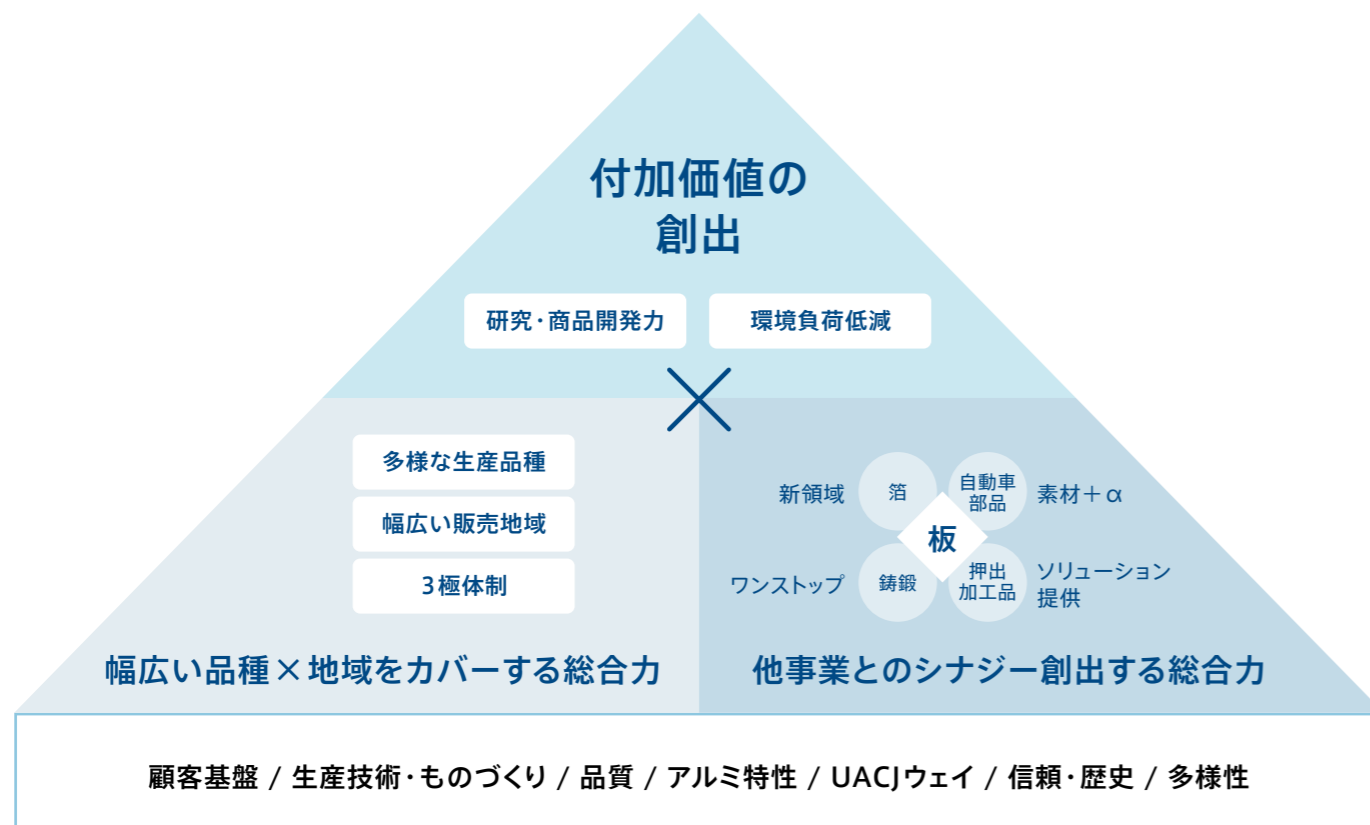 付加価値の
創出
研究・商品開発力
環境負荷低減
多様な生産品種
幅広い販売地域
3極体制
幅広い品種×地域をカバーする総合力
新領域
箔
自動車
部品
素材+α
板
ワンストップ
鋳鍛
押出
加工品
ソリューション
提供
他事業とのシナジー創出する総合力
顧客基盤 / 生産技術・ものづくり / 品質 / アルミ特性 / UACJウェイ / 信頼・歴史 / 多様性